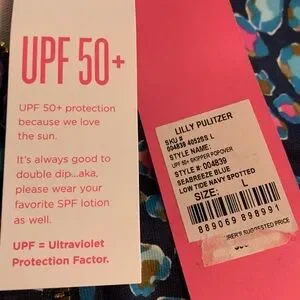 UPF 50+
UPF 50+ protection
because we love
the sun.
It's always good to
double dip...aka,
please wear your
favorite SPF lotion
as well.
UPF = Ultraviolet
Protection Factor.
LILLY PULITZER
SKU #
004839 4052BS L
STYLE NAME:
UPF 50+ SKIPPER POPOVER
STYLE #: 004839
SEABREEZE BLUE
LOW TIDE NAVY SPOTTED
SIZE: L
889069 898991
SUGGESTED PRICE